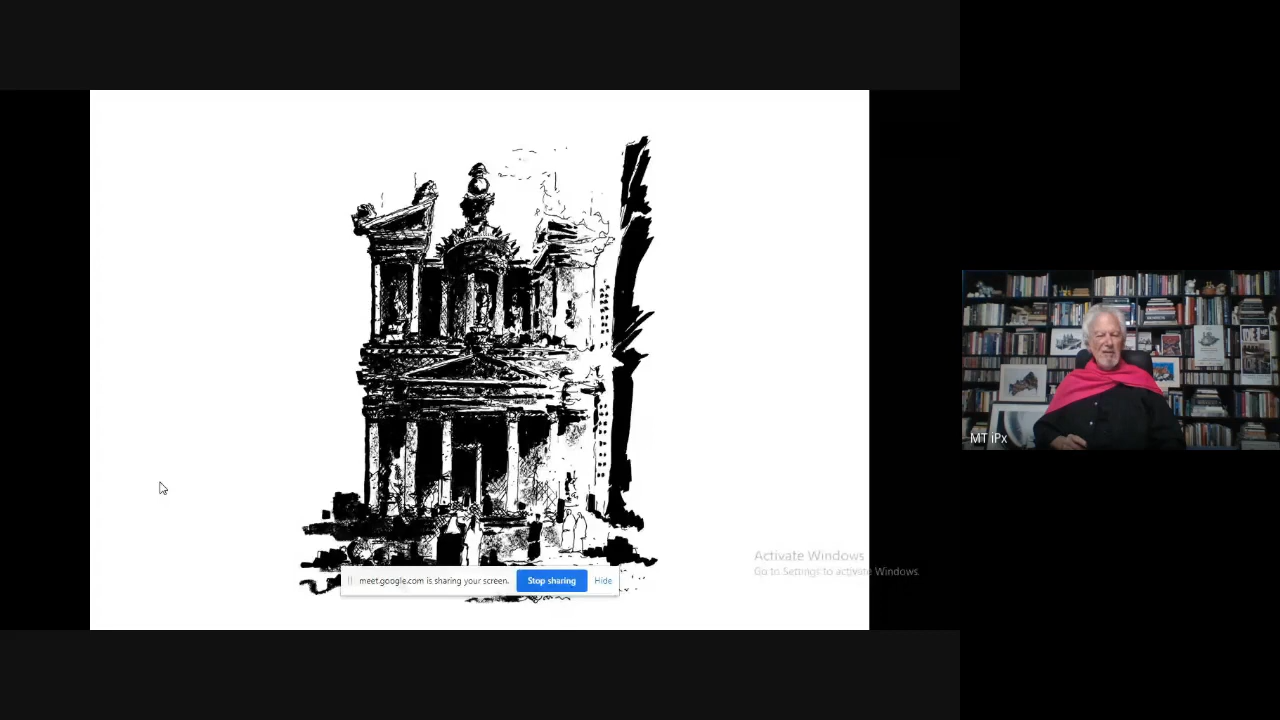 MT iPx
Activate Windows
Go to Settings to activate Windows.
meet.google.com is sharing your screen. Stop sharing Hide